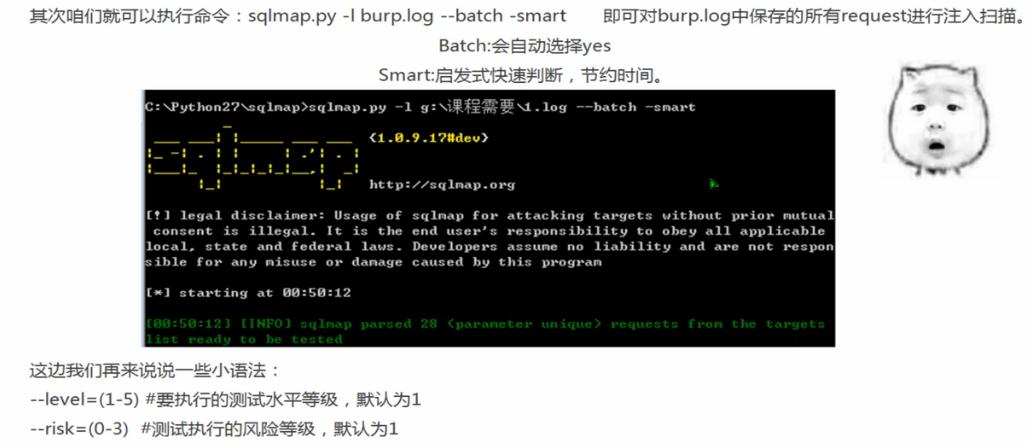 其次咱们就可以执行命令：sqlmap.py -l burp.log --batch -smart 即可对burp.log中保存的所有request进行注入扫描。
Batch:会自动选择yes
Smart:启发式快速判断，节约时间。
C:\Python27\sqlmap>sqlmap.py -l g:\课程需要\1.log --batch -smart
sqlmap {1.0.9.17#dev}
http://sqlmap.org
[!] legal disclaimer: Usage of sqlmap for attacking targets without prior mutual
consent is illegal. It is the end user's responsibility to obey all applicable
local, state and federal laws. Developers assume no liability and are not respon
sible for any misuse or damage caused by this program
[*] starting at 00:50:12
[00:50:12] [INFO] sqlmap parsed 28 (parameter unique) requests from the targets
list ready to be tested
这边我们再来说说一些小语法：
--level=(1-5) #要执行的测试水平等级，默认为1
--risk=(0-3) #测试执行的风险等级，默认为1